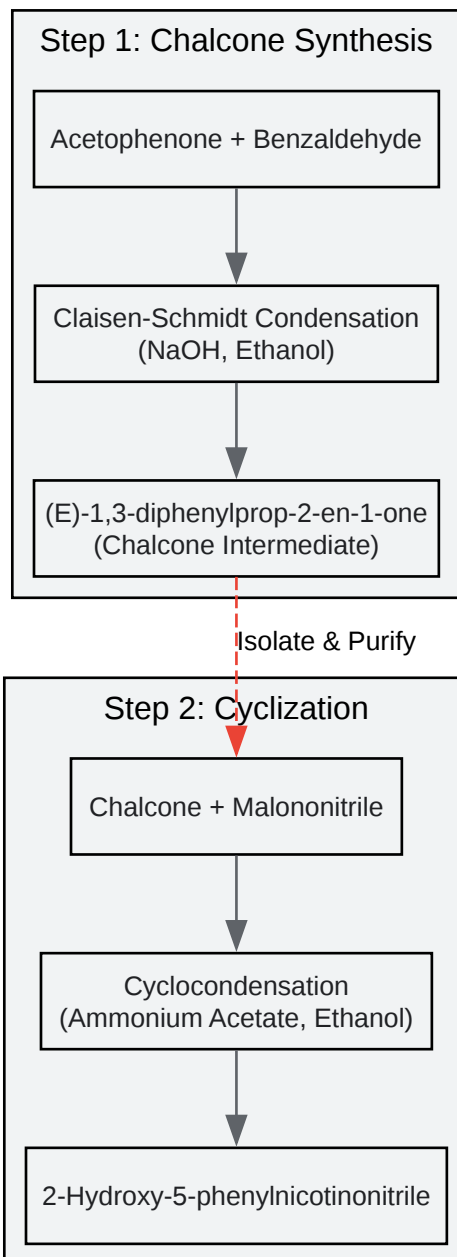 Step 1: Chalcone Synthesis
Acetophenone + Benzaldehyde
Claisen-Schmidt Condensation
(NaOH, Ethanol)
(E)-1,3-diphenylprop-2-en-1-one
(Chalcone Intermediate)
Isolate & Purify
Step 2: Cyclization
Chalcone + Malononitrile
Cyclocondensation
(Ammonium Acetate, Ethanol)
2-Hydroxy-5-phenylnicotinonitrile